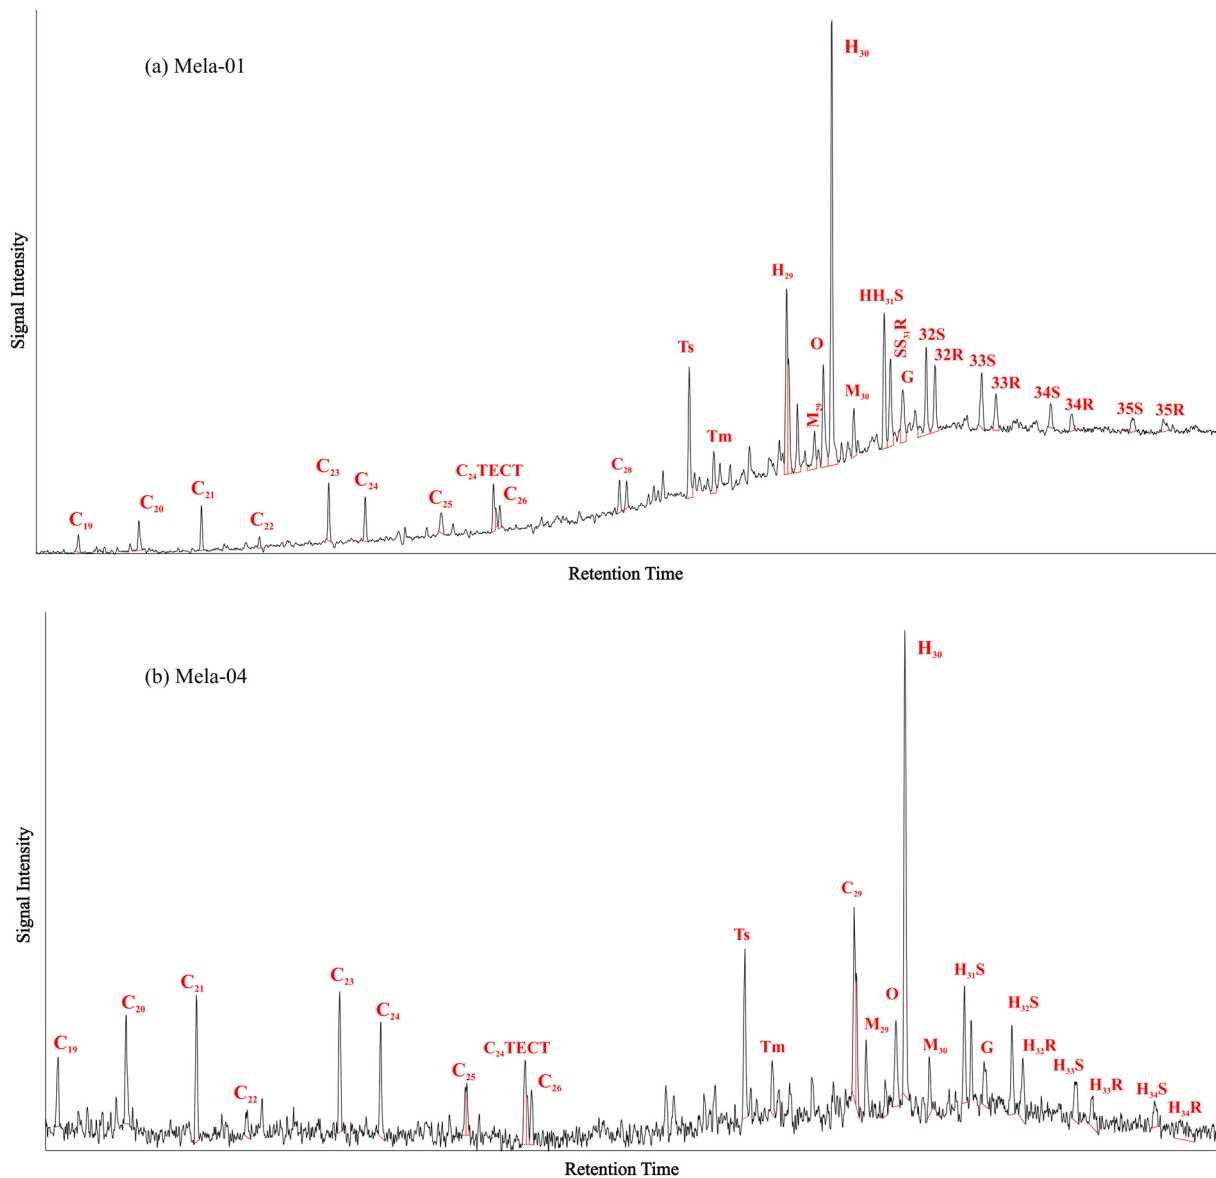 (a) Mela-01
Signal Intensity
C₁₉
C₂₀
C₂₁
C₂₂
C₂₃
C₂₄
C₂₅
C₂₄TECT
C₂₆
C₂₈
Ts
Tm
H₂₉
M₂₉
O
H₃₀
M₃₀
HH₃₁S
SS₃₁R
G
32S
32R
33S
33R
34S
34R
35S
35R
Retention Time
(b) Mela-04
Signal Intensity
C₁₉
C₂₀
C₂₁
C₂₂
C₂₃
C₂₄
C₂₅
C₂₄TECT
C₂₆
Ts
Tm
C₂₉
M₂₉
O
H₃₀
M₃₀
H₃₁S
G
H₃₂S
H₃₂R
H₃₃S
H₃₃R
H₃₄S
H₃₄R
Retention Time